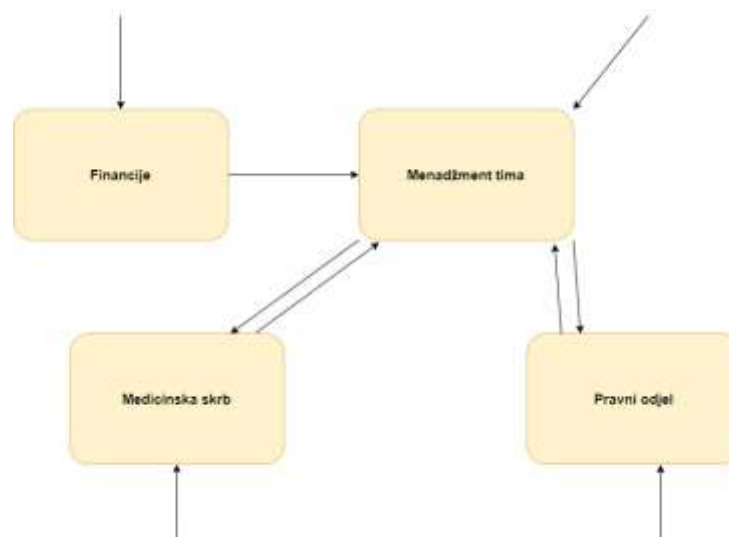 Financije
Menadžment tima
Medicinska skrb
Pravni odjel